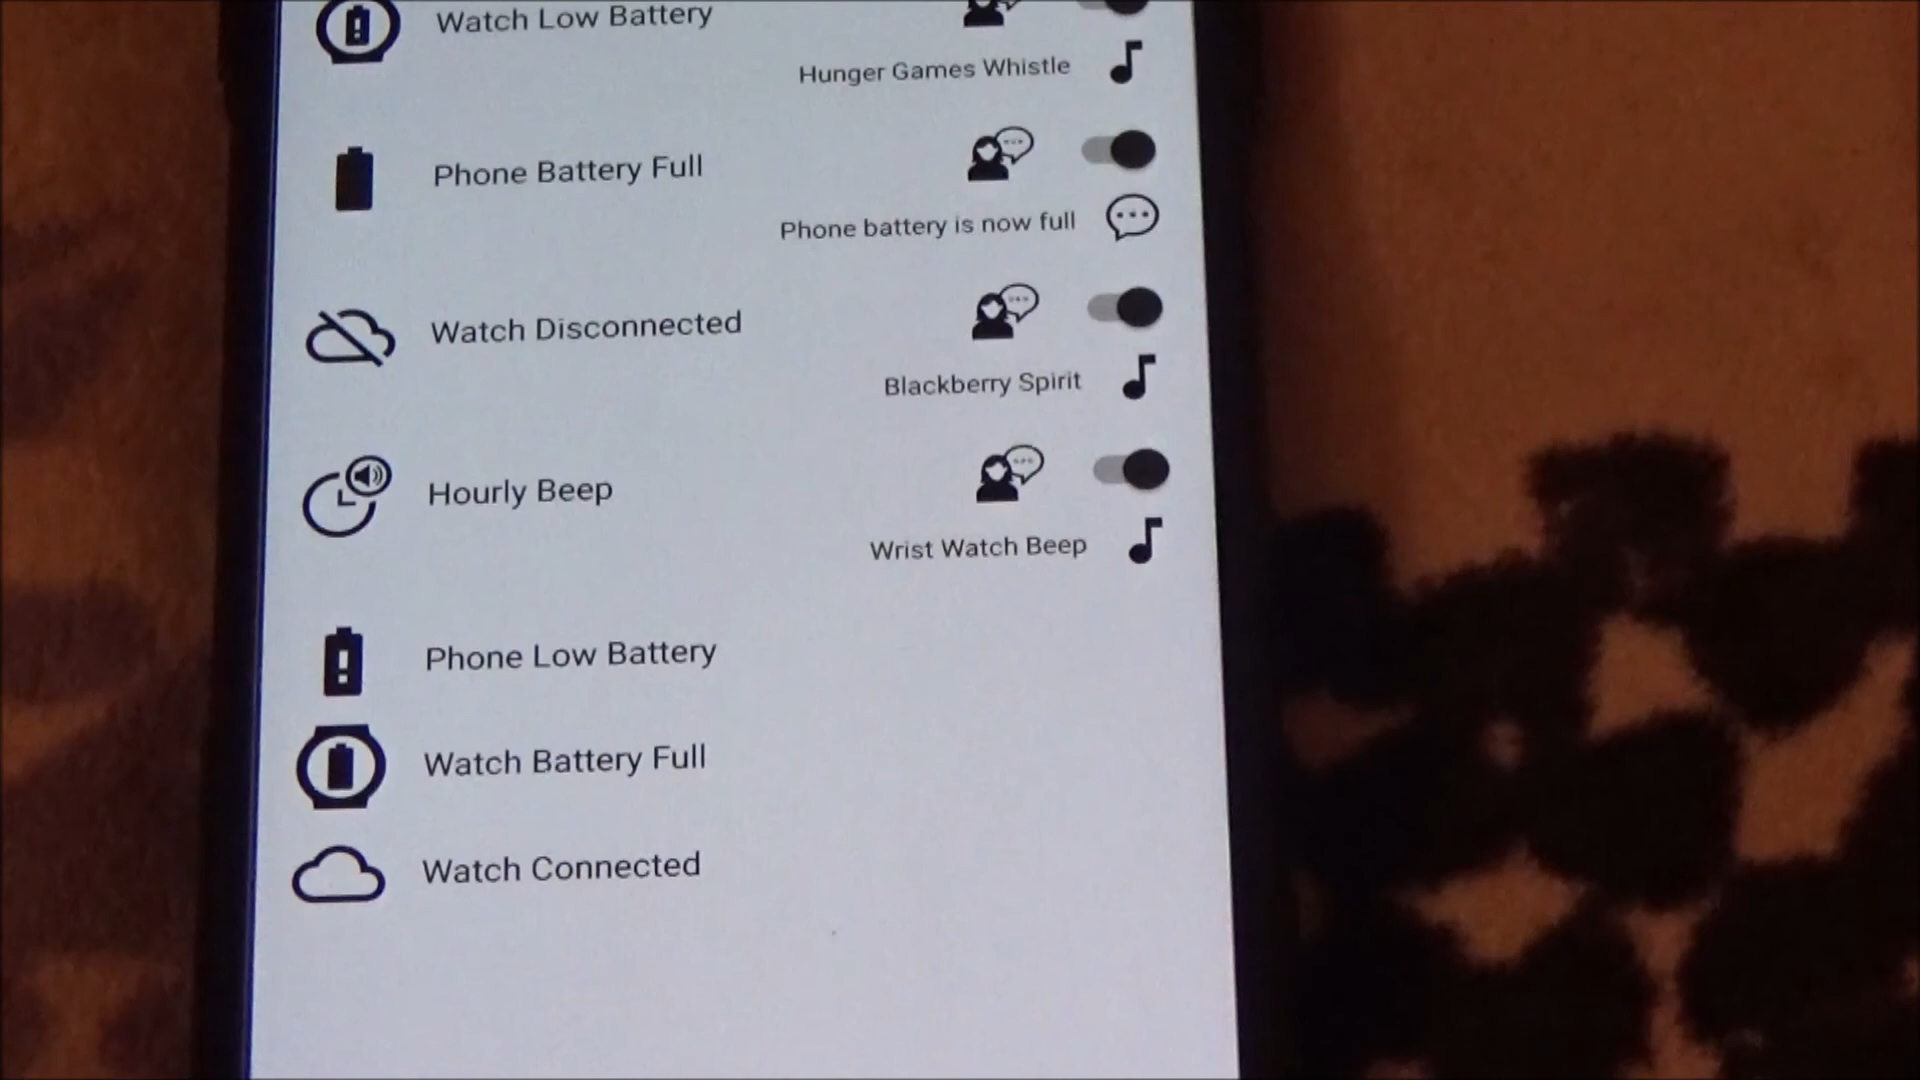 Watch Low Battery
Hunger Games Whistle
Phone Battery Full
Phone battery is now full
Watch Disconnected
Blackberry Spirit
Hourly Beep
Wrist Watch Beep
Phone Low Battery
Watch Battery Full
Watch Connected